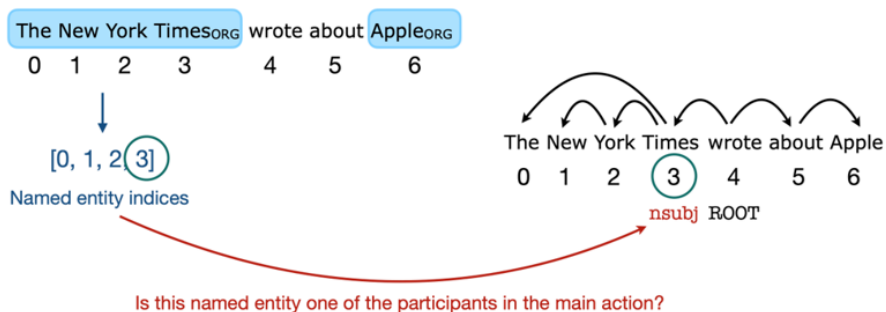 The New York TimesORG wrote about AppleORG
0 1 2 3 4 5 6
[0, 1, 2, 3]
Named entity indices
The New York Times wrote about Apple
0 1 2 3 4 5 6
nsubj ROOT
Is this named entity one of the participants in the main action?